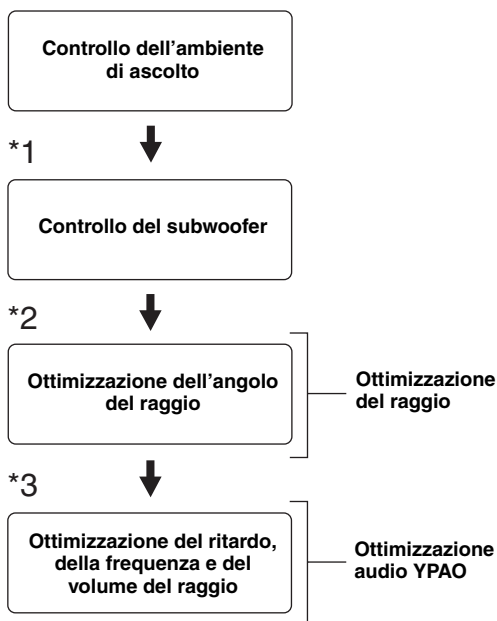 Controllo dell'ambiente
di ascolto
*1
Controllo del subwoofer
*2
Ottimizzazione dell'angolo
del raggio
Ottimizzazione
del raggio
*3
Ottimizzazione del ritardo,
della frequenza e del
volume del raggio
Ottimizzazione
audio YPAO